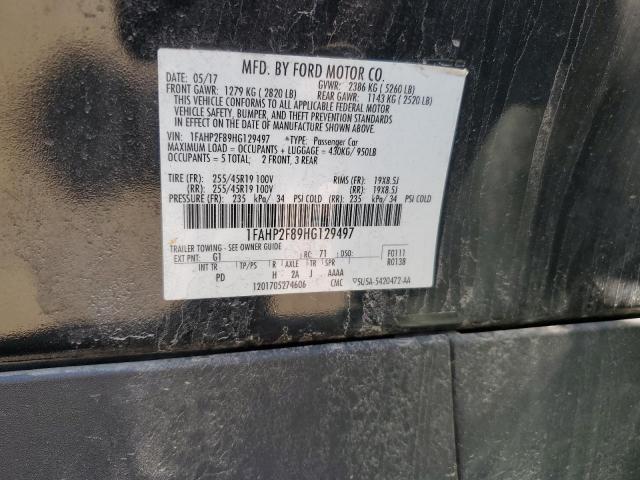 MFD. BY FORD MOTOR CO.
DATE: 05/17 GVWR: 2386 KG ( 5260 LB)
FRONT GAWR: 1279 KG ( 2820 LB) REAR GAWR: 1143 KG ( 2520 LB)
THIS VEHICLE CONFORMS TO ALL APPLICABLE FEDERAL MOTOR
VEHICLE SAFETY, BUMPER, AND THEFT PREVENTION STANDARDS
IN EFFECT ON THE DATE OF MANUFACTURE SHOWN ABOVE.
VIN: 1FAHP2F89HG129497 *TYPE: Passenger Car
MAXIMUM LOAD = OCCUPANTS + LUGGAGE = 430KG/ 950LB
OCCUPANTS = 5 TOTAL; 2 FRONT, 3 REAR
TIRE (FR): 255/45R19 100V RIMS (FR): 19X8.5J
(RR): 255/45R19 100V (RR): 19X8.5J
PRESSURE (FR): 235 kPa/ 34 PSI COLD (RR): 235 kPa/ 34 PSI COLD
1FAHP2F89HG129497
TRAILER TOWING - SEE OWNER GUIDE
EXT PNT: G1 RC: 71 DSO: F0111
INT TR TP/PS R AXLE TR SPR R0138
PD H 2A J AAAA
1201705274606 CMC 5U5A-5420472-AA